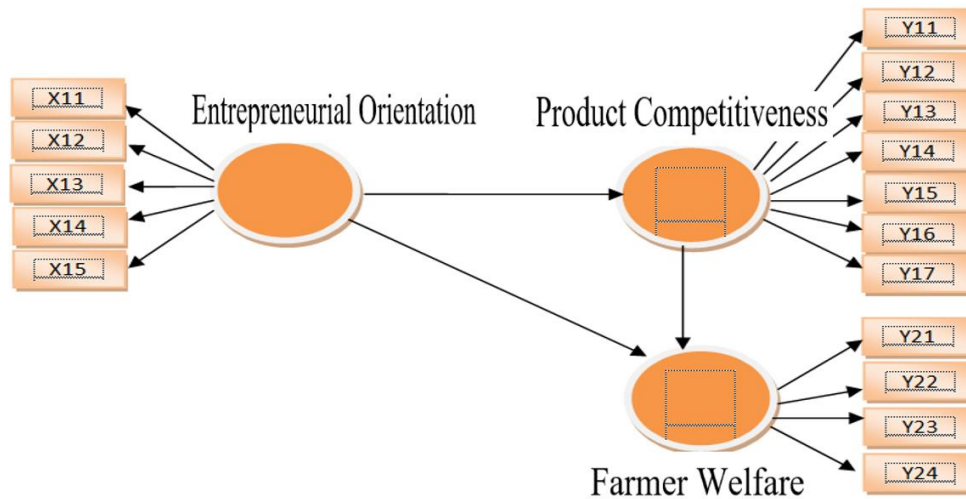 Entrepreneurial Orientation
X11
X12
X13
X14
X15
Product Competitiveness
Y11
Y12
Y13
Y14
Y15
Y16
Y17
Farmer Welfare
Y21
Y22
Y23
Y24